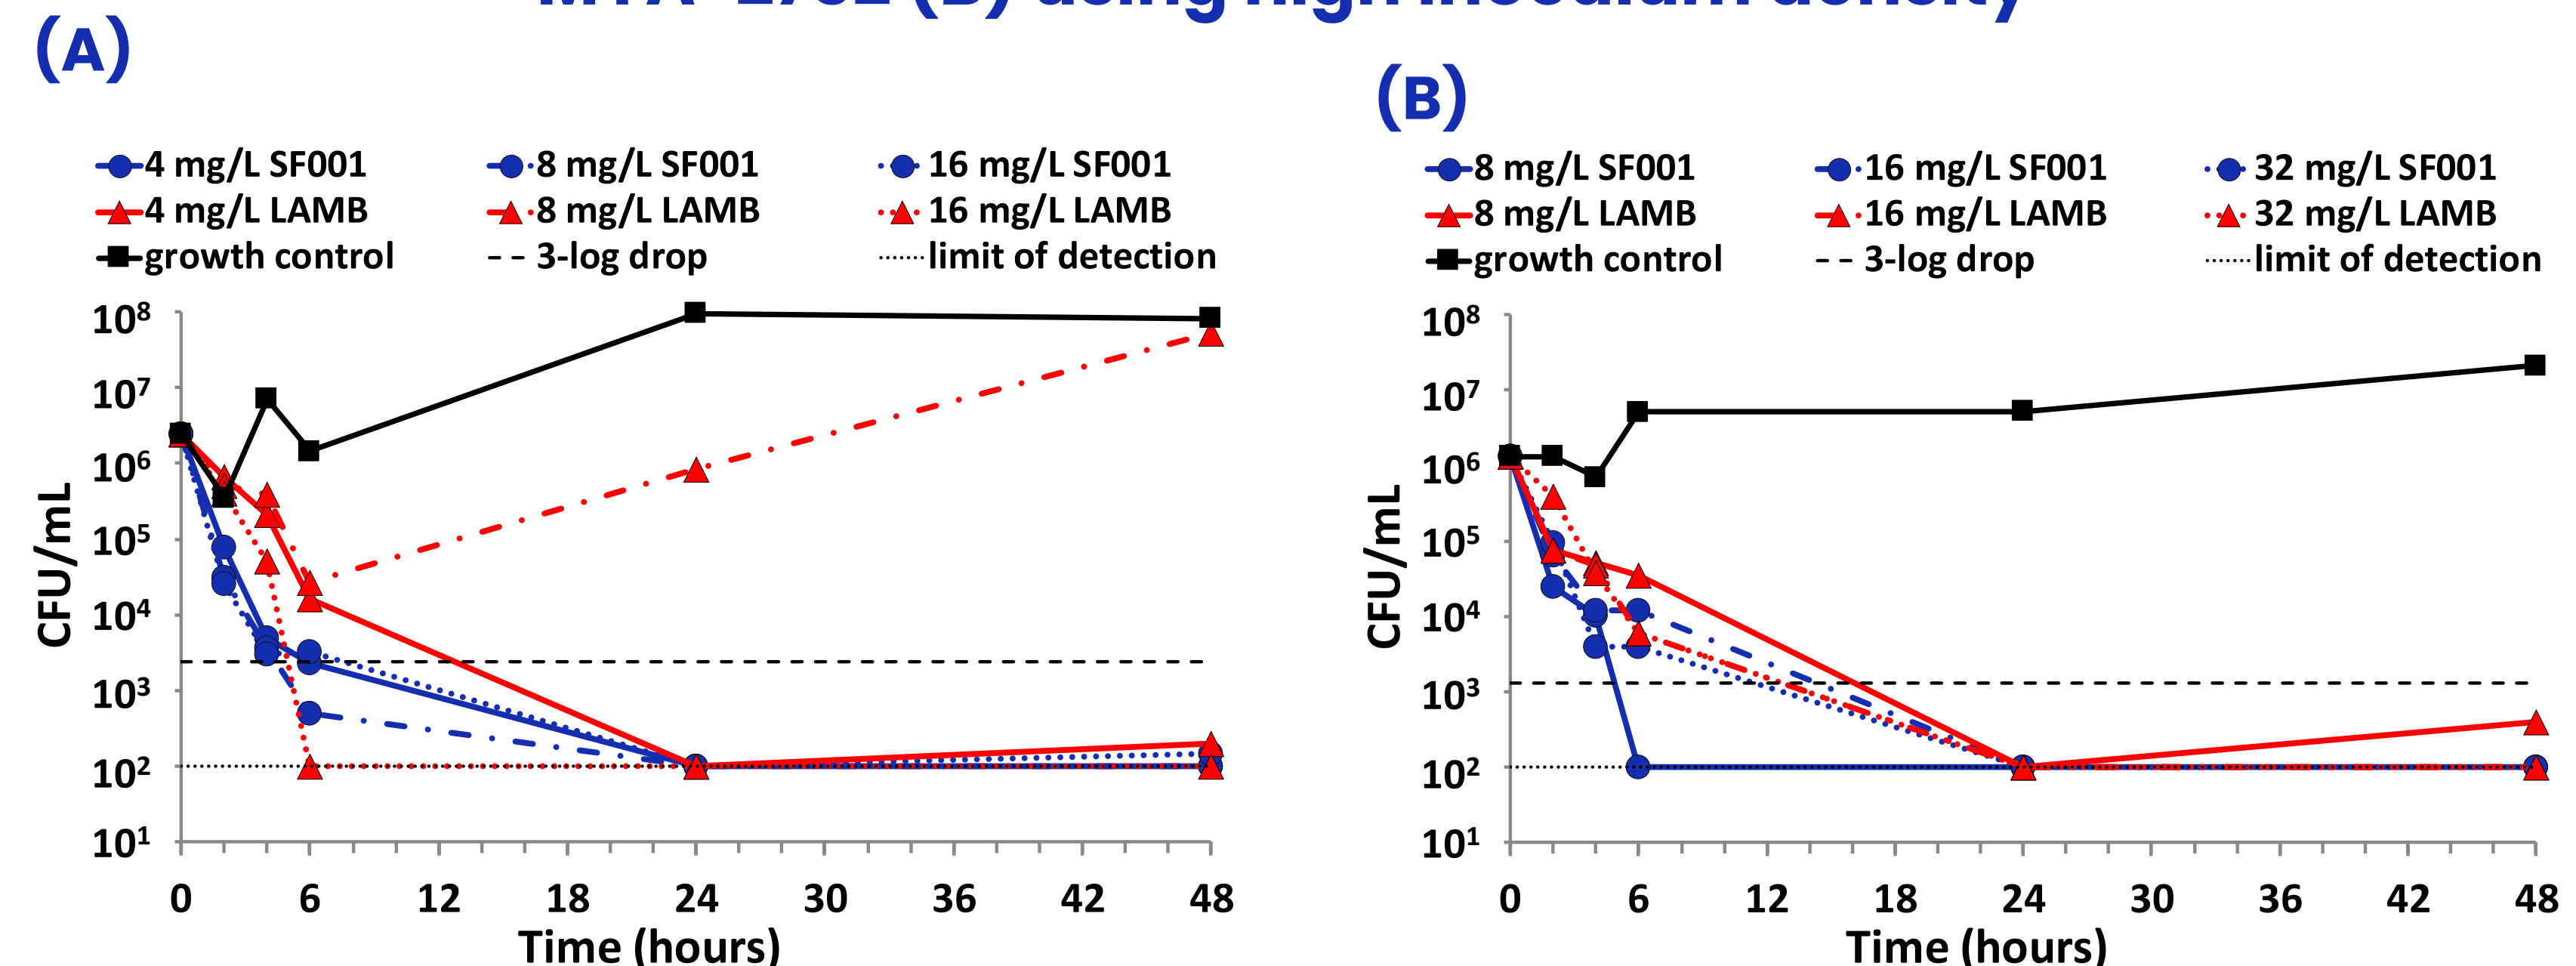 (B) using high inoculum density
(A)
(B)
4 mg/L SF001 8 mg/L SF001 16 mg/L SF001
4 mg/L LAMB 8 mg/L LAMB 16 mg/L LAMB
growth control 3-log drop limit of detection
8 mg/L SF001 16 mg/L SF001 32 mg/L SF001
8 mg/L LAMB 16 mg/L LAMB 32 mg/L LAMB
growth control 3-log drop limit of detection
CFU/mL
10⁸
10⁷
10⁶
10⁵
10⁴
10³
10²
10¹
0 6 12 18 24 30 36 42 48
Time (hours)
CFU/mL
10⁸
10⁷
10⁶
10⁵
10⁴
10³
10²
10¹
0 6 12 18 24 30 36 42 48
Time (hours)